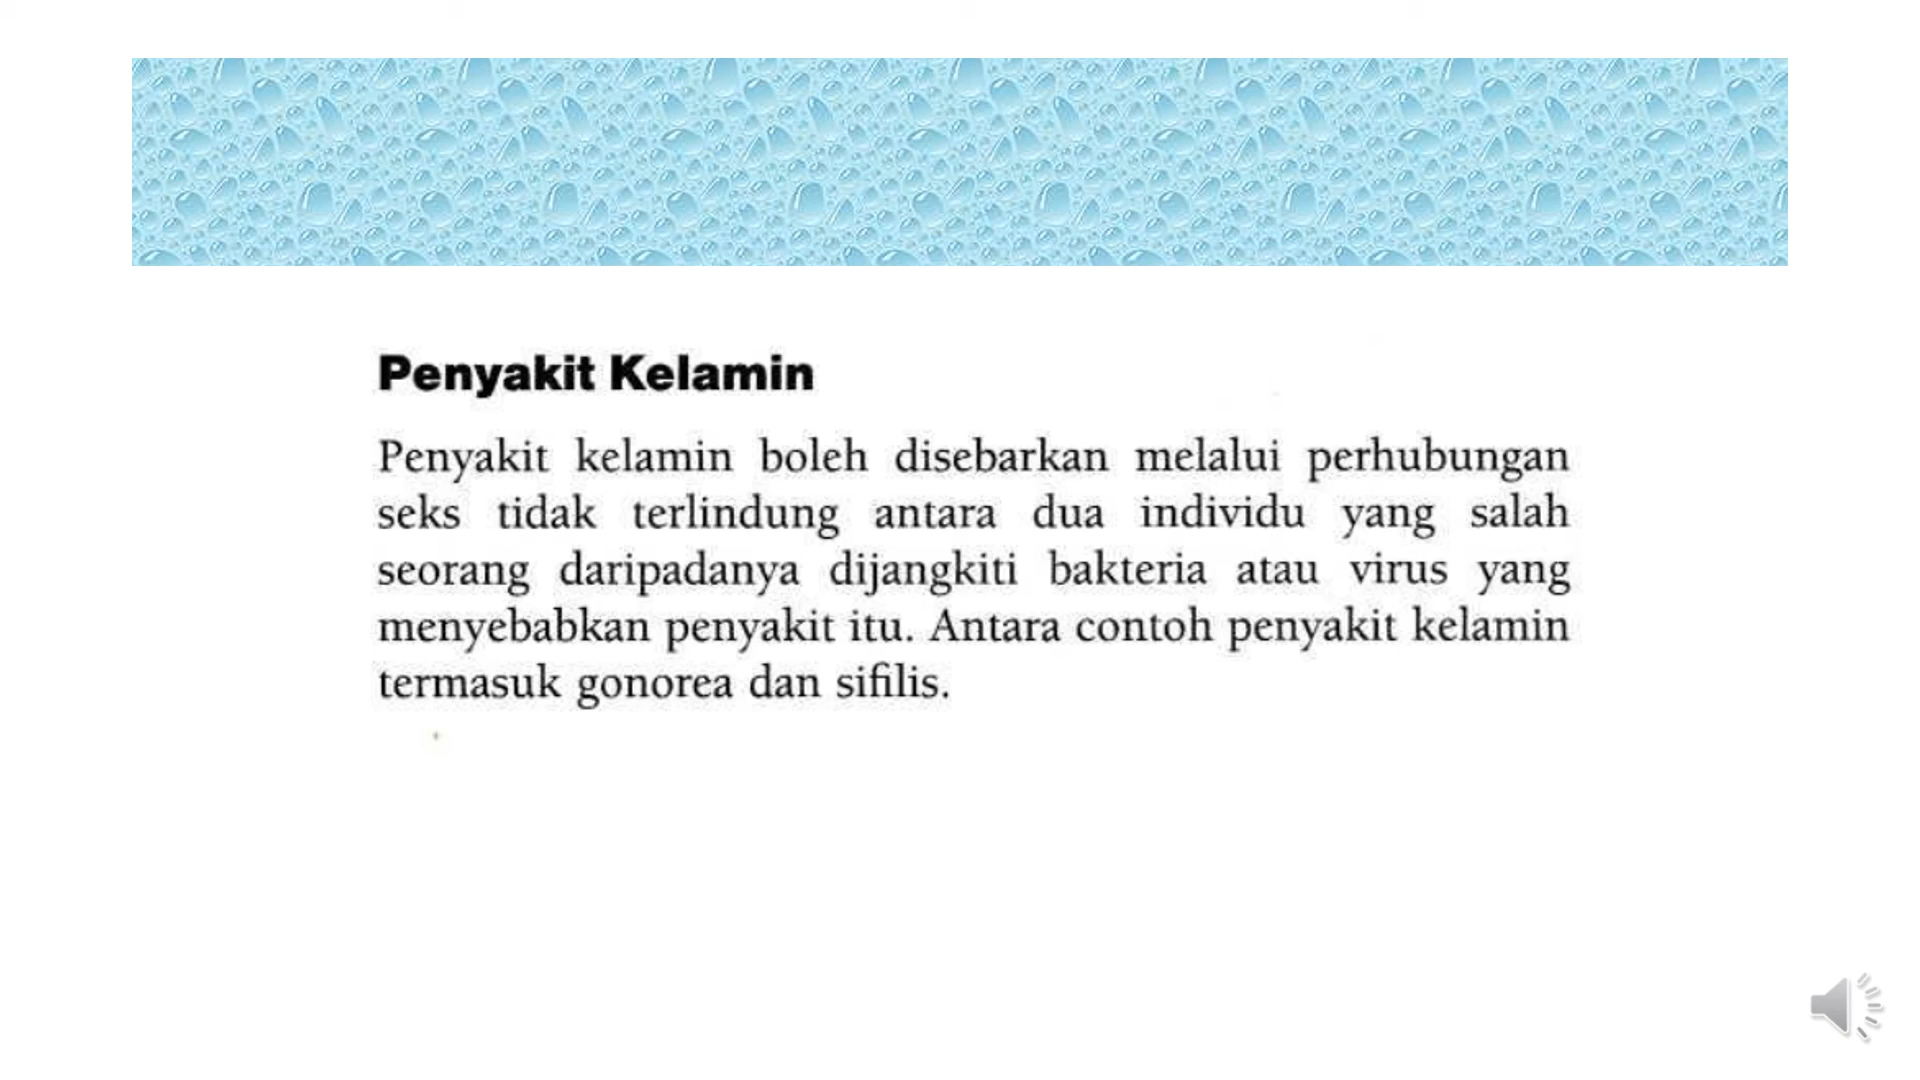 Penyakit Kelamin
Penyakit kelamin boleh disebarkan melalui perhubungan
seks tidak terlindung antara dua individu yang salah
seorang daripadanya dijangkiti bakteria atau virus yang
menyebabkan penyakit itu. Antara contoh penyakit kelamin
termasuk gonorea dan sifilis.